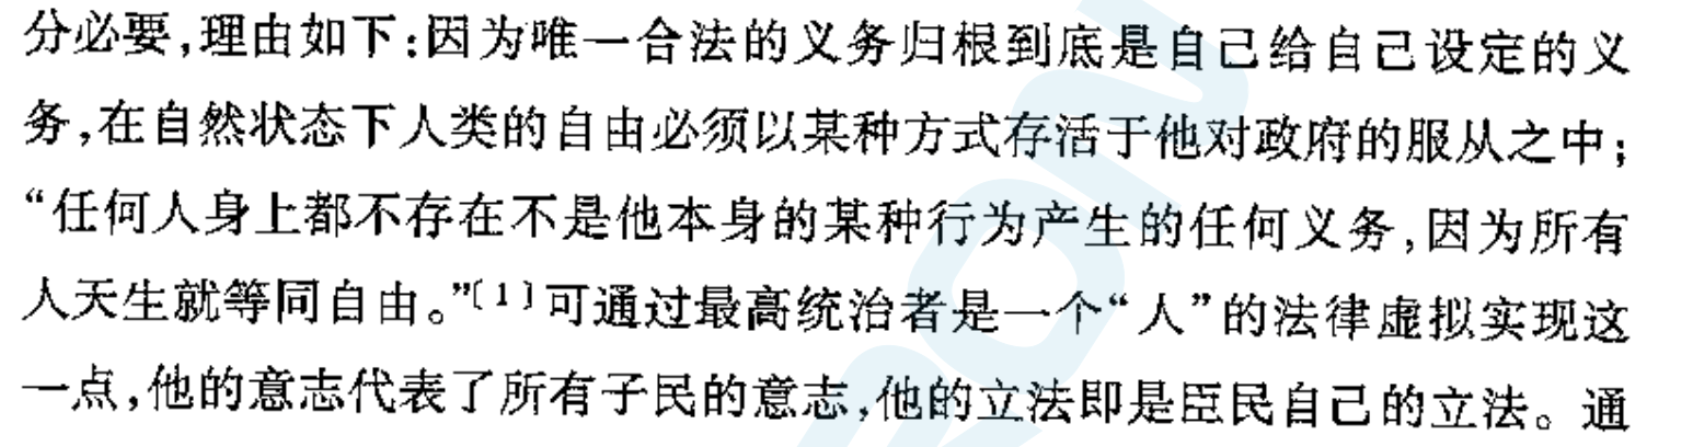 分必要,理由如下:因为唯一合法的义务归根到底是自己给自己设定的义
务,在自然状态下人类的自由必须以某种方式存活于他对政府的服从之中;
“任何人身上都不存在不是他本身的某种行为产生的任何义务,因为所有
人天生就等同自由。”〔1〕可通过最高统治者是一个“人”的法律虚拟实现这
一点,他的意志代表了所有子民的意志,他的立法即是臣民自己的立法。通